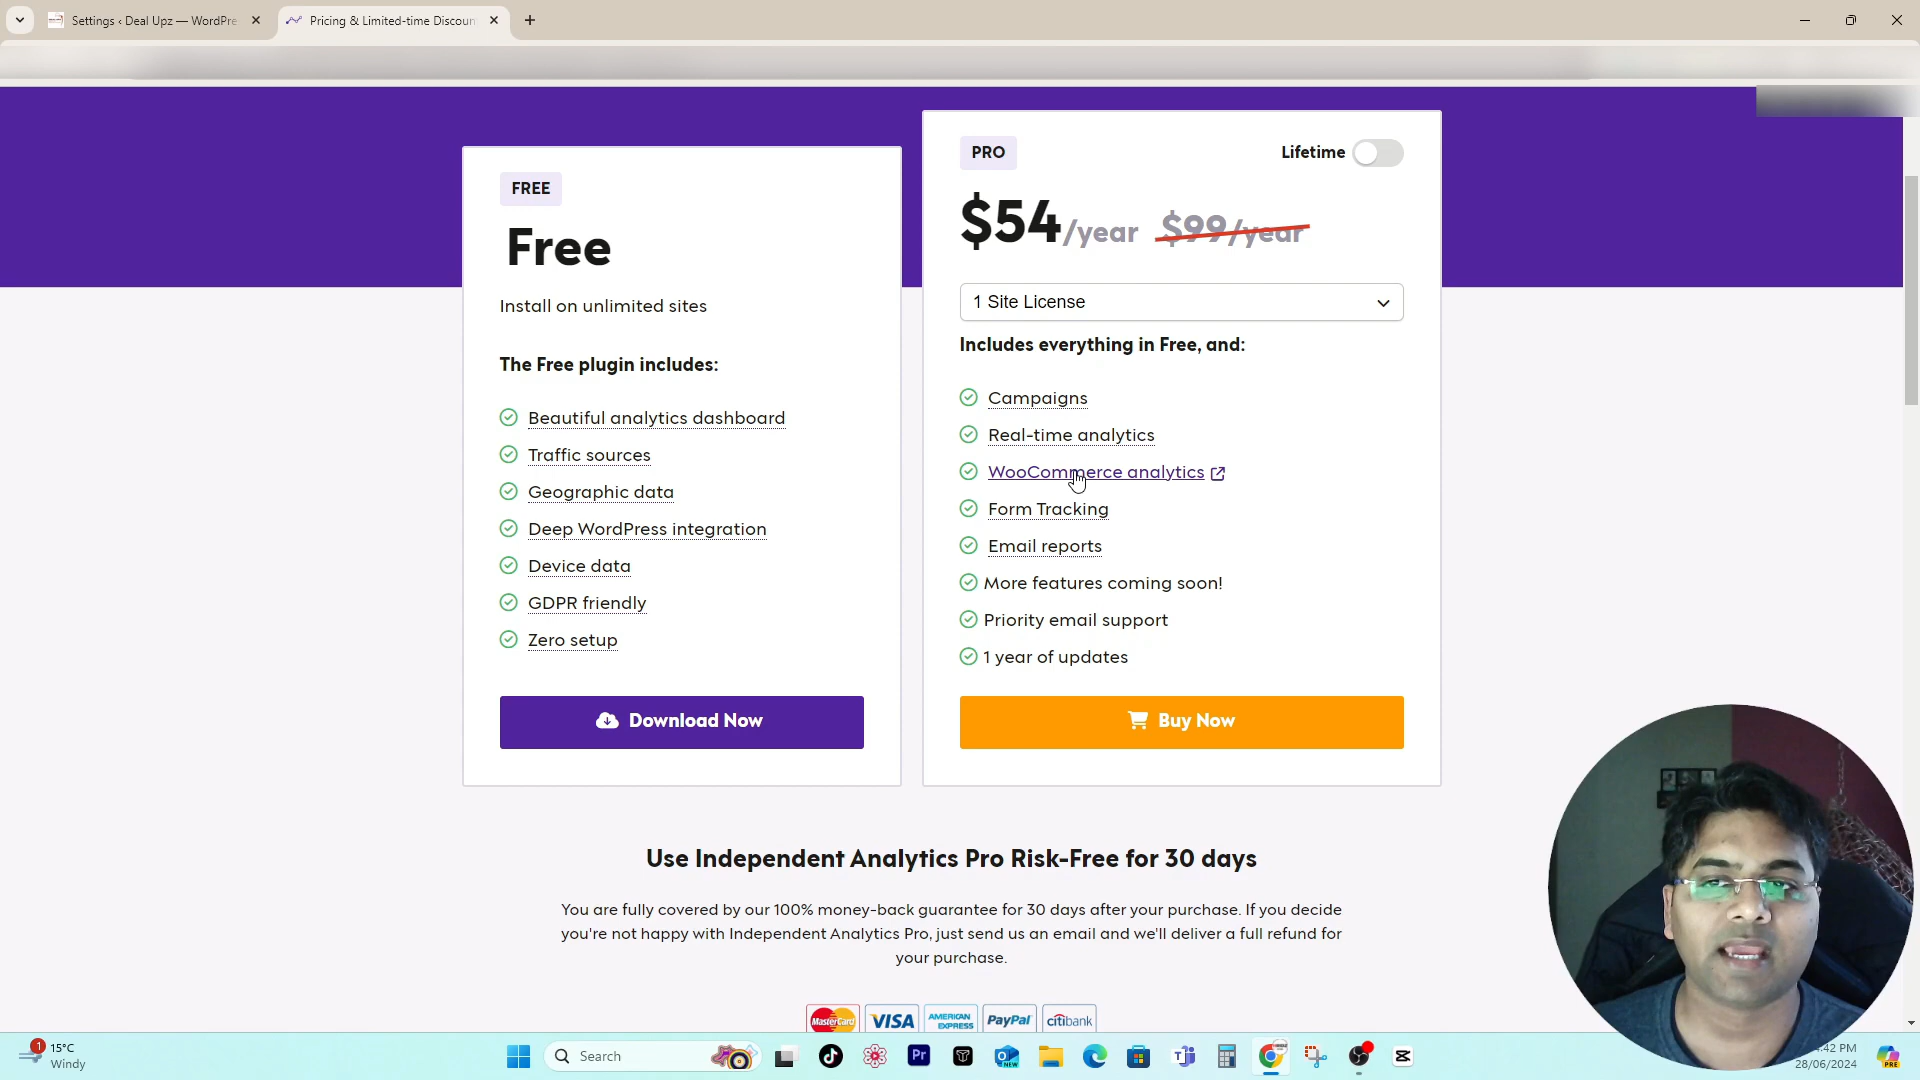 Settings ‹ Deal Upz — WordPre
Pricing & Limited-time Discoun
FREE
Free
Install on unlimited sites
The Free plugin includes:
Beautiful analytics dashboard
Traffic sources
Geographic data
Deep WordPress integration
Device data
GDPR friendly
Zero setup
Download Now
PRO
Lifetime
$54/year $99/year
1 Site License
Includes everything in Free, and:
Campaigns
Real-time analytics
WooCommerce analytics
Form Tracking
Email reports
More features coming soon!
Priority email support
1 year of updates
Buy Now
Use Independent Analytics Pro Risk-Free for 30 days
You are fully covered by our 100% money-back guarantee for 30 days after your purchase. If you decide
you're not happy with Independent Analytics Pro, just send us an email and we'll deliver a full refund for
your purchase.
MasterCard
VISA
AMERICAN
EXPRESS
PayPal
citibank
1
15°C
Windy
Search
Pr
NEW
:42 PM
28/06/2024
PRE